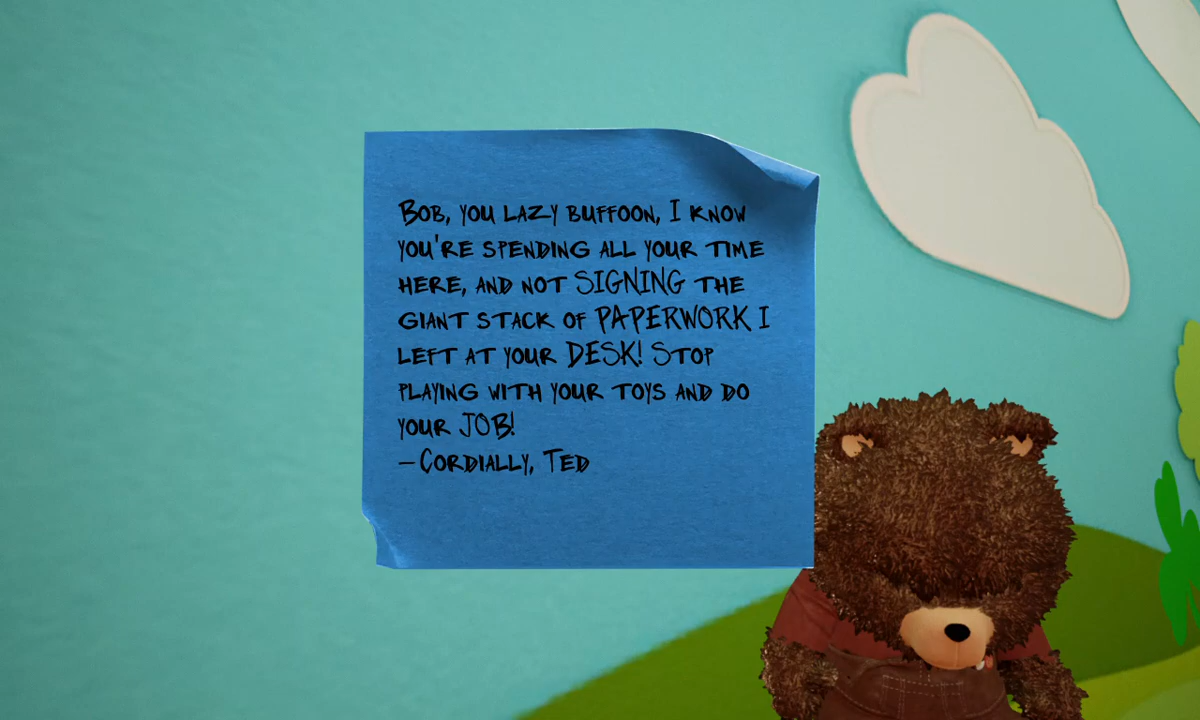 Bob, you lazy buffoon, I know
you're spending all your time
here, and not SIGNING the
giant stack of PAPERWORK I
left at your DESK! Stop
playing with your toys and do
your JOB!
—Cordially, Ted